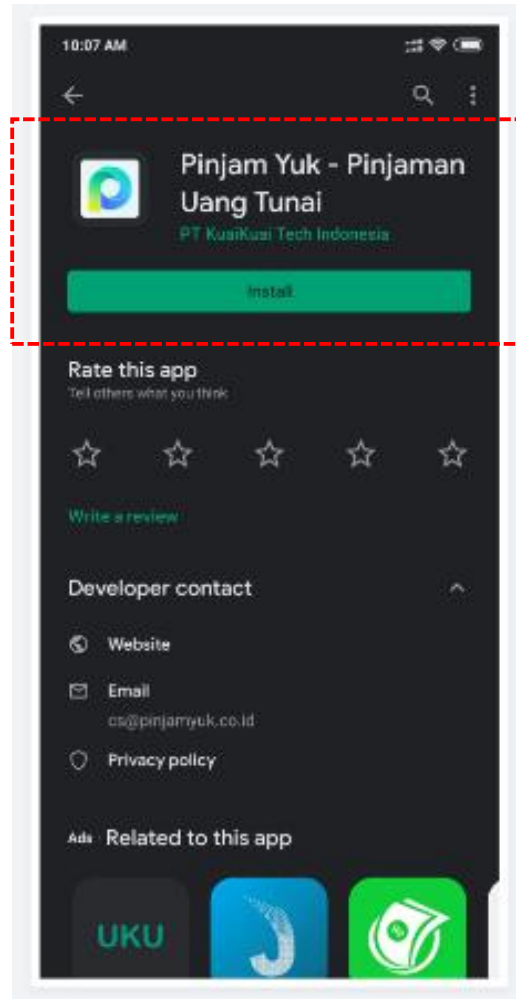 10:07 AM
Pinjam Yuk - Pinjaman
Uang Tunai
PT KuaiKuai Tech Indonesia
Install
Rate this app
Tell others what you think
Write a review
Developer contact
Website
Email
cs@pinjamyuk.co.id
Privacy policy
Ads Related to this app
UKU
Rp